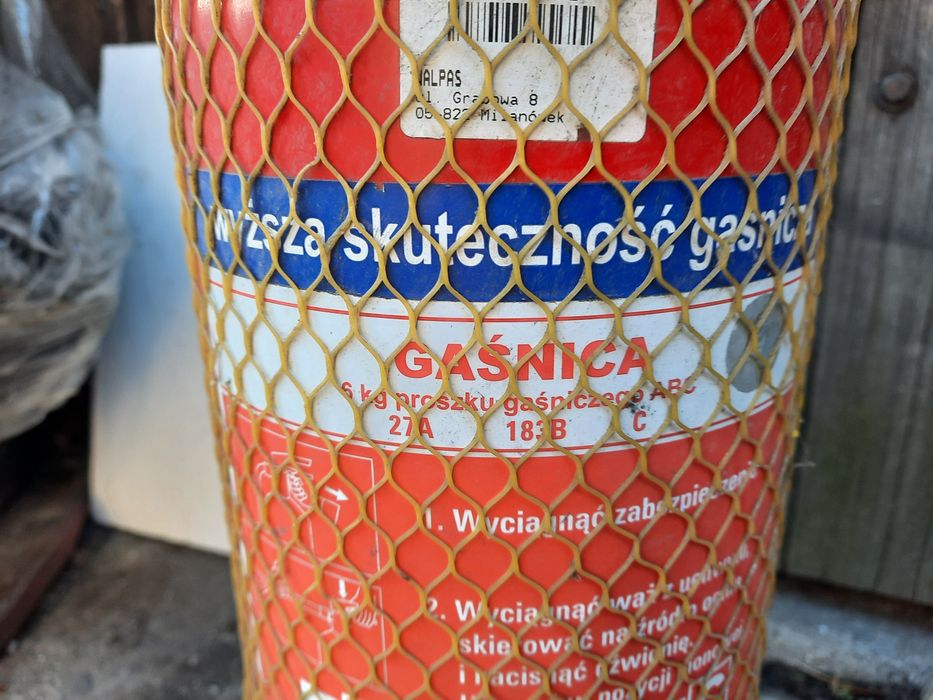 WALPAS
ul. Grabowa 8
05-822 Milanówek
wyższa skuteczność gaśnicza
GAŚNICA
6 kg proszku gaśniczego ABC
27A 183B C
1. Wyciągnąć zabezpieczenie
2. Wyciągnąć wąż z
skierować na źródło
i nacisnąć dźwignię.